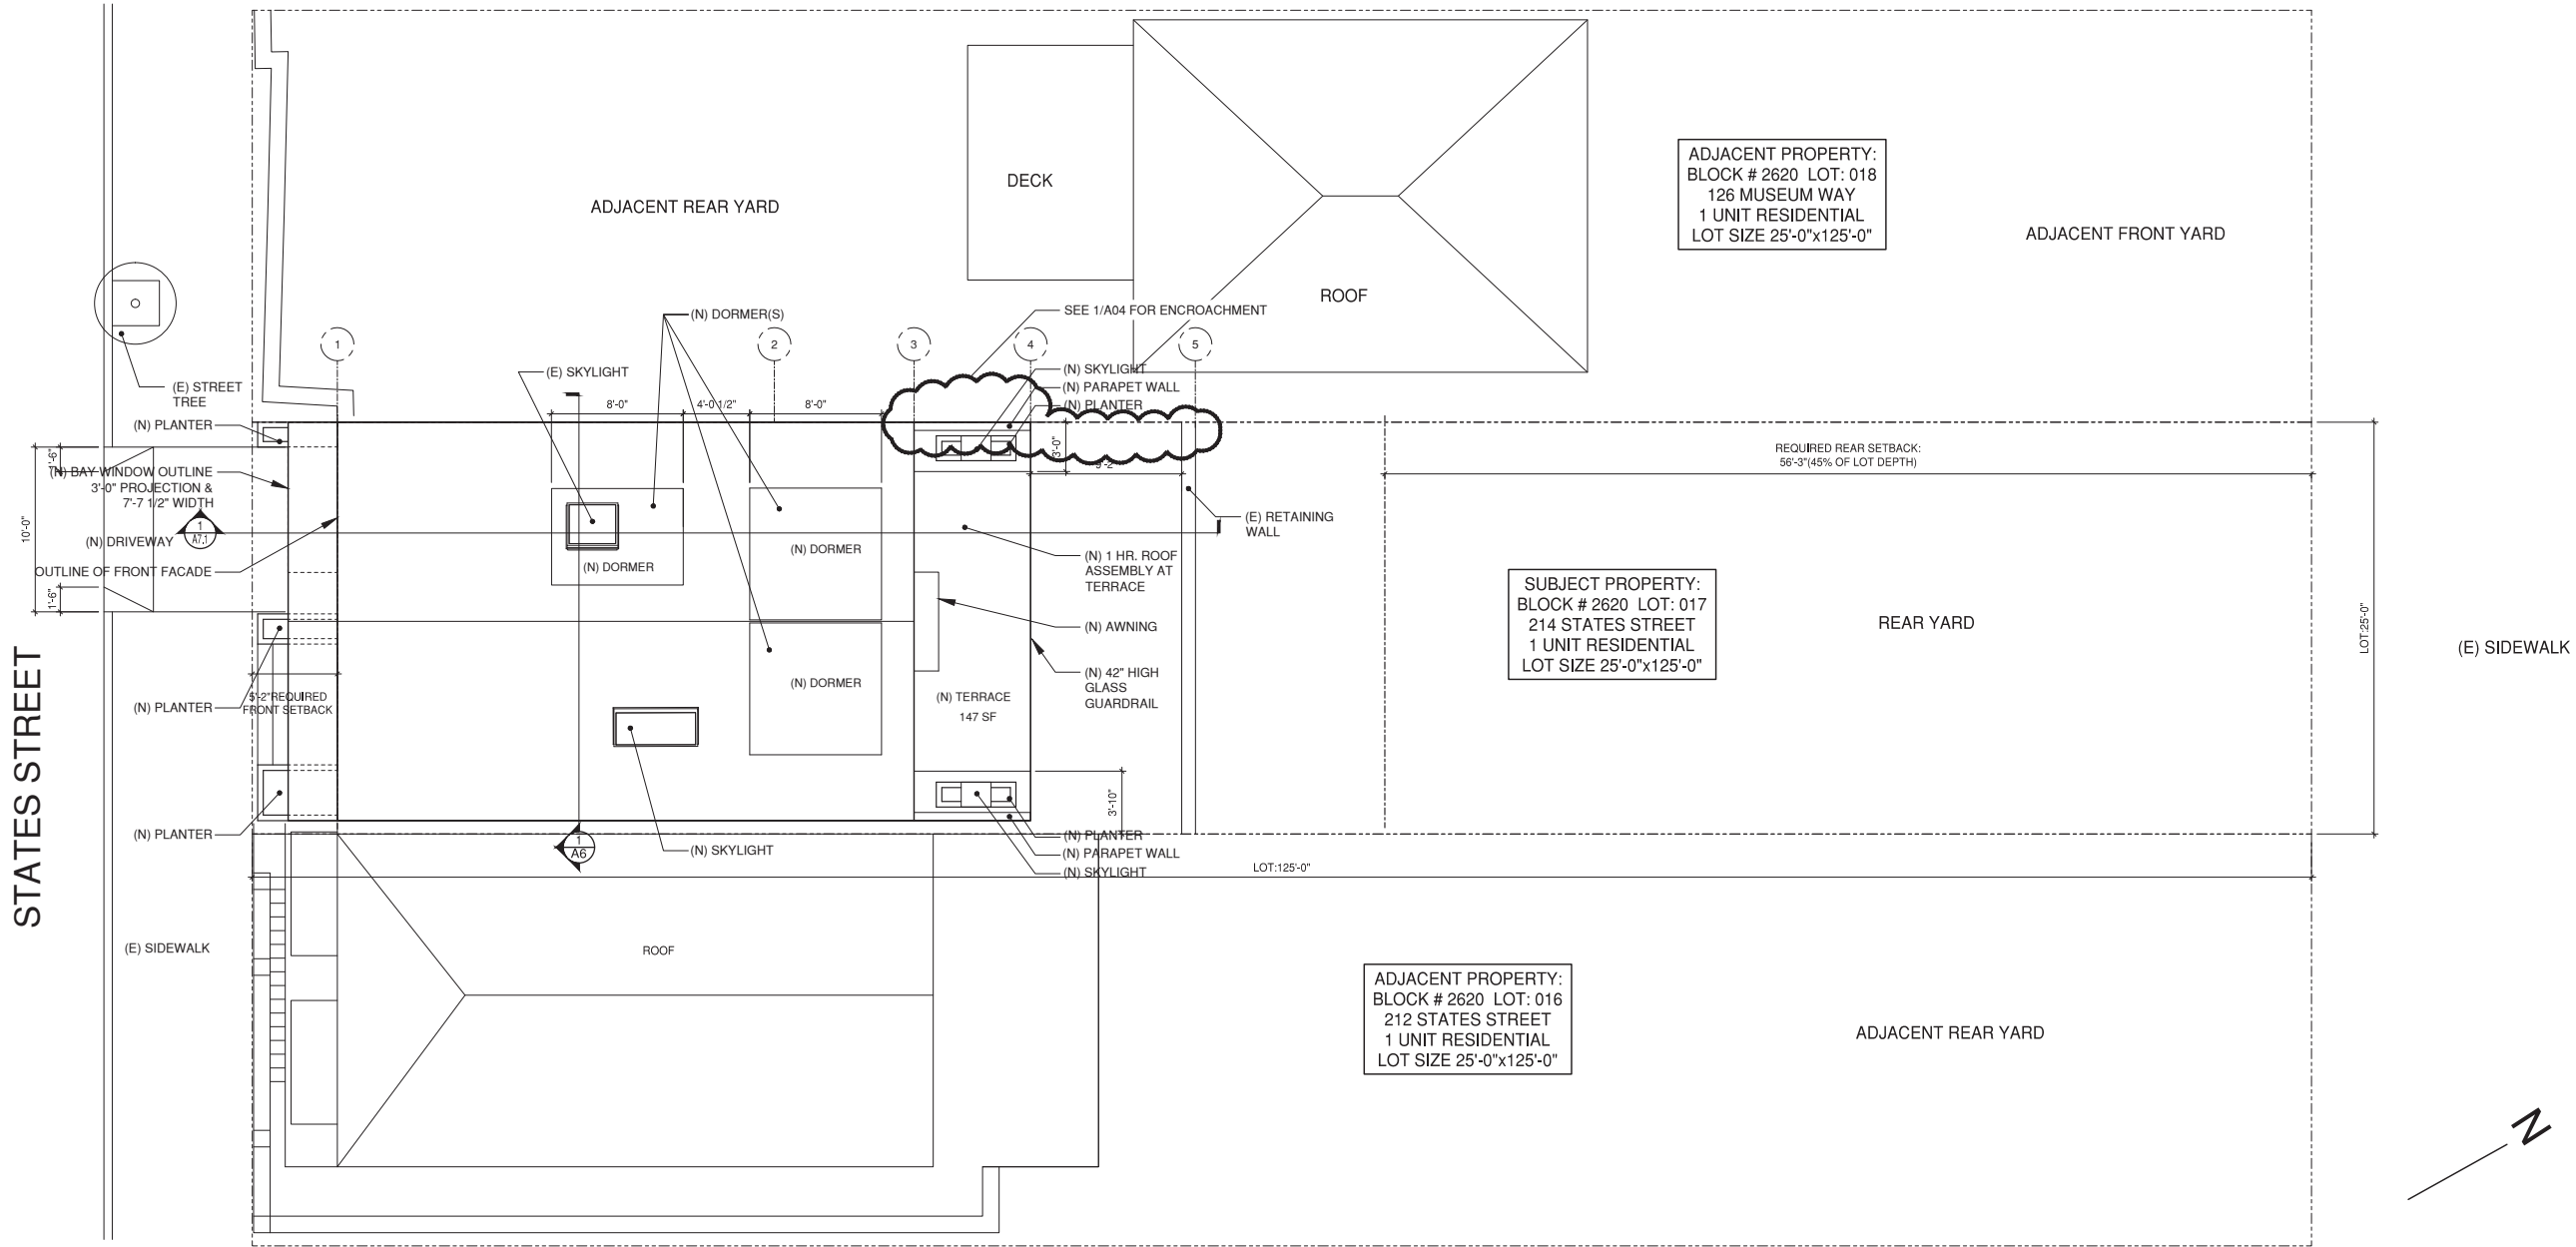 ADJACENT PROPERTY:
BLOCK # 2620 LOT: 018
126 MUSEUM WAY
1 UNIT RESIDENTIAL
LOT SIZE 25'-0"x125'-0"
DECK
ADJACENT REAR YARD
ADJACENT FRONT YARD
ROOF
SEE 1/A04 FOR ENCROACHMENT
(N) DORMER(S)
1
2
3
4
5
(E) SKYLIGHT
(N) SKYLIGHT
(N) PARAPET WALL
(N) PLANTER
(E) STREET
TREE
8'-0"
4'-0 1/2"
8'-0"
(N) PLANTER
3'-0"
REQUIRED REAR SETBACK:
56'-3"(45% OF LOT DEPTH)
(N) BAY WINDOW OUTLINE
3'-0" PROJECTION &
7'-7 1/2" WIDTH
10'-0"
1
A7.1
(N) DRIVEWAY
(E) RETAINING
WALL
(N) DORMER
(N) DORMER
(N) 1 HR. ROOF
ASSEMBLY AT
TERRACE
OUTLINE OF FRONT FACADE
1'-6"
SUBJECT PROPERTY:
BLOCK # 2620 LOT: 017
214 STATES STREET
1 UNIT RESIDENTIAL
LOT SIZE 25'-0"x125'-0"
REAR YARD
LOT:25'-0"
(E) SIDEWALK
(N) AWNING
(N) 42" HIGH
GLASS
GUARDRAIL
(N) DORMER
(N) TERRACE
147 SF
5'-2"REQUIRED
FRONT SETBACK
(N) PLANTER
STATES STREET
3'-10"
(N) PLANTER
(N) PLANTER
(N) PARAPET WALL
(N) SKYLIGHT
1
A6
(N) SKYLIGHT
LOT:125'-0"
(E) SIDEWALK
ROOF
ADJACENT PROPERTY:
BLOCK # 2620 LOT: 016
212 STATES STREET
1 UNIT RESIDENTIAL
LOT SIZE 25'-0"x125'-0"
ADJACENT REAR YARD
N